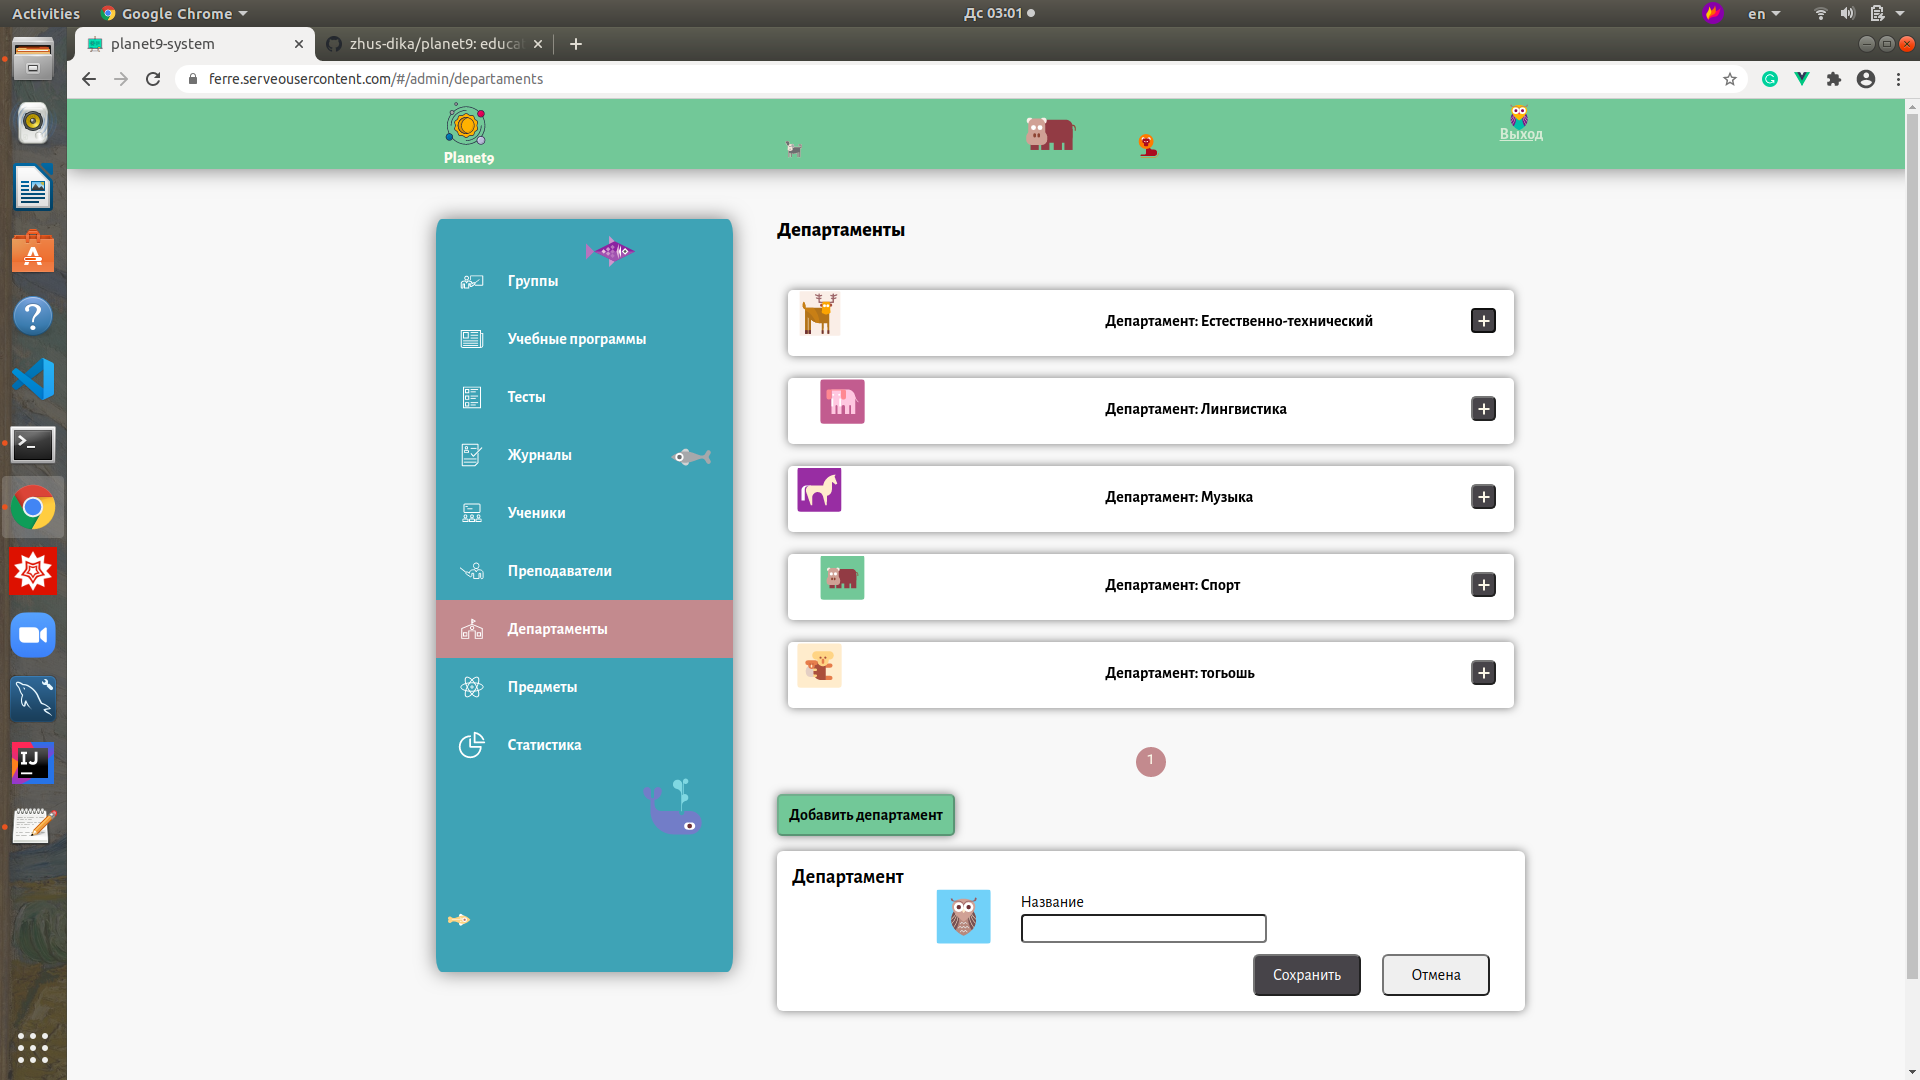 Activities
Google Chrome
Дс 03:01
en
planet9-system
zhus-dika/planet9: educa
ferre.serveousercontent.com/#/admin/departaments
Planet9
Выход
Группы
Учебные программы
Тесты
Журналы
Ученики
Преподаватели
Департаменты
Предметы
Статистика
Департаменты
Департамент: Естественно-технический
Департамент: Лингвистика
Департамент: Музыка
Департамент: Спорт
Департамент: тогьошь
1
Добавить департамент
Департамент
Название
Сохранить
Отмена